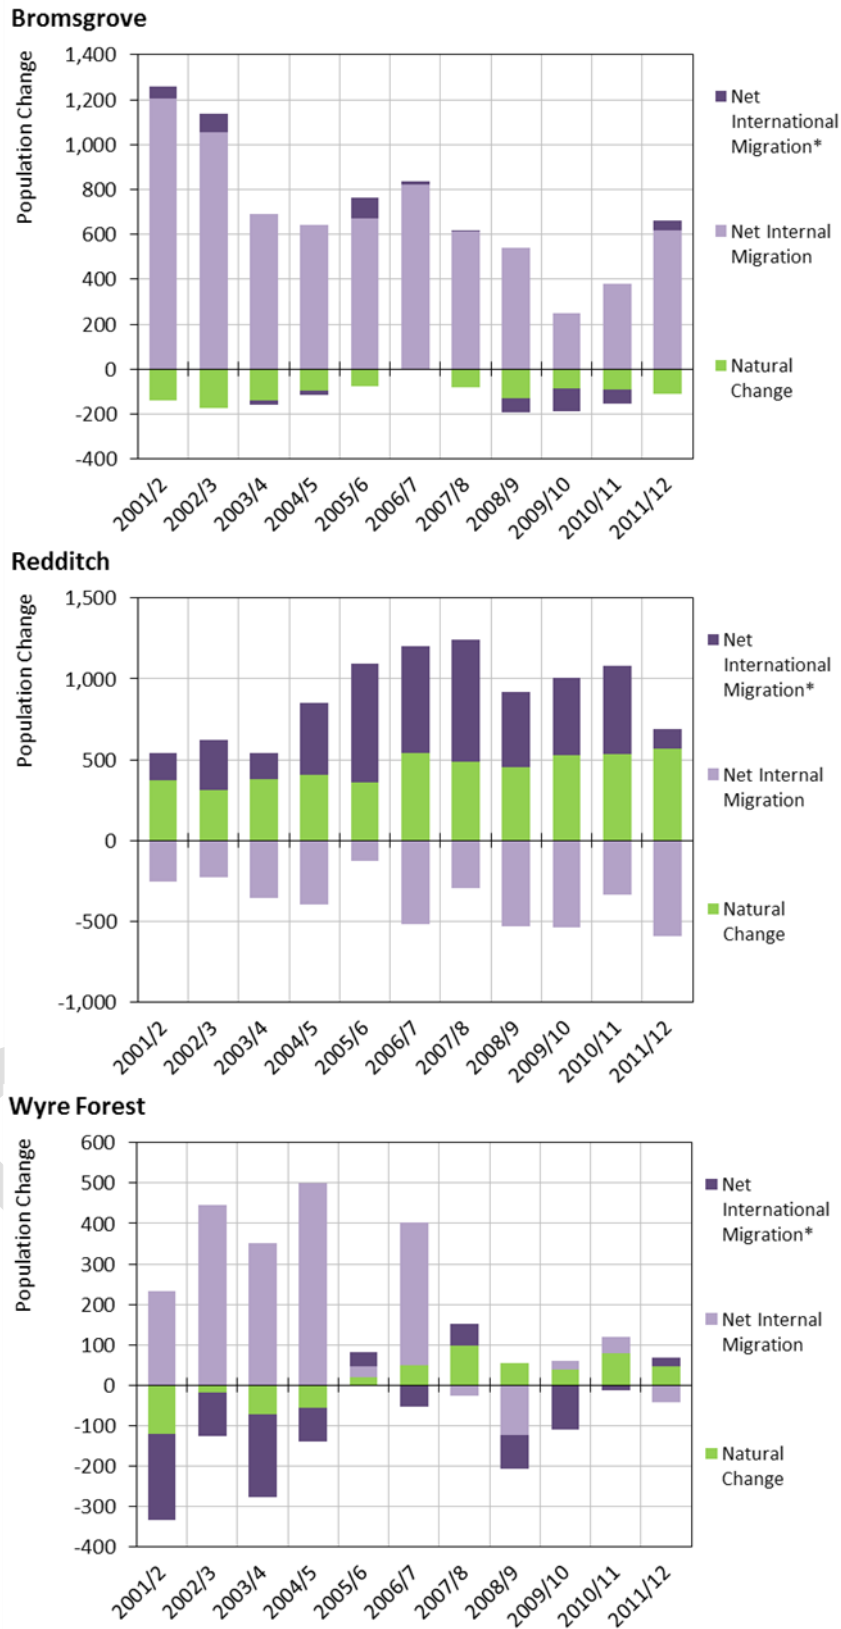 Bromsgrove
Population Change
1,400
1,200
1,000
800
600
400
200
0
-200
-400
2001/2
2002/3
2003/4
2004/5
2005/6
2006/7
2007/8
2008/9
2009/10
2010/11
2011/12
Net
International
Migration*
Net Internal
Migration
Natural
Change
Redditch
Population Change
1,500
1,000
500
0
-500
-1,000
2001/2
2002/3
2003/4
2004/5
2005/6
2006/7
2007/8
2008/9
2009/10
2010/11
2011/12
Net
International
Migration*
Net Internal
Migration
Natural
Change
Wyre Forest
Population Change
600
500
400
300
200
100
0
-100
-200
-300
-400
2001/2
2002/3
2003/4
2004/5
2005/6
2006/7
2007/8
2008/9
2009/10
2010/11
2011/12
Net
International
Migration*
Net Internal
Migration
Natural
Change